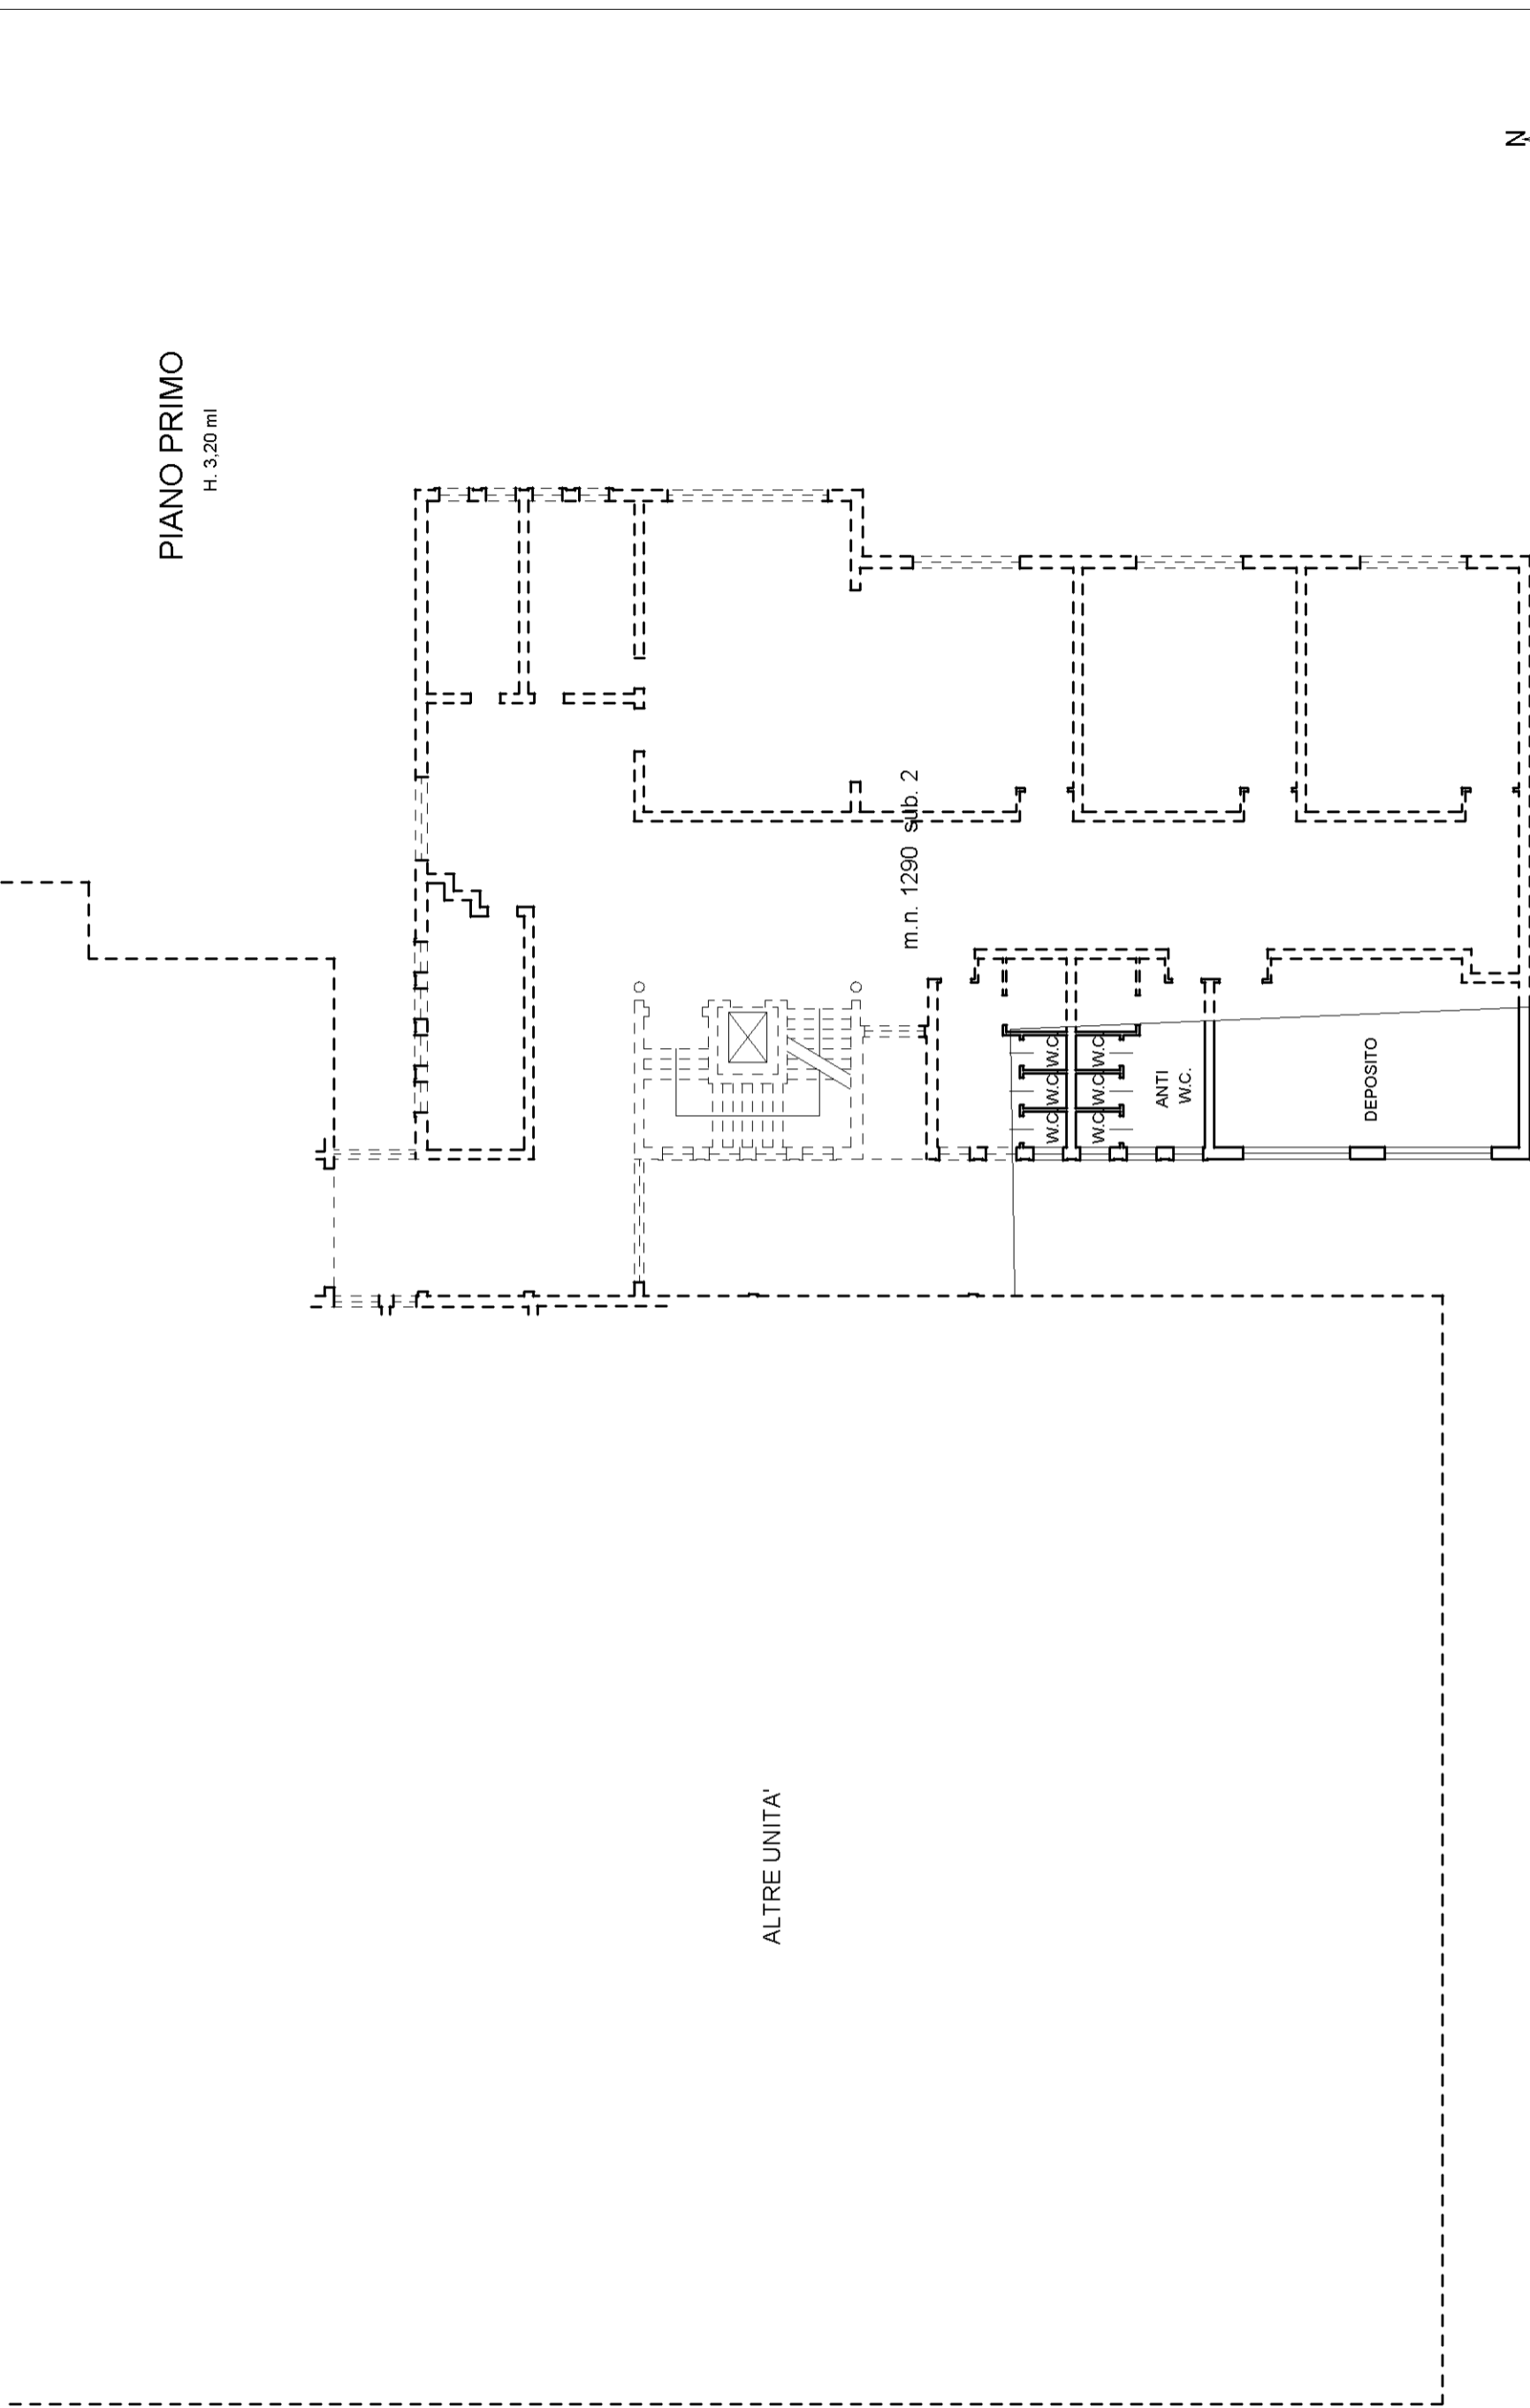 PIANO PRIMO
H. 3,20 ml
N
m.n. 1290 sub. 2
W.C.
W.C.
W.C.
W.C.
W.C.
W.C.
ANTI
W.C.
DEPOSITO
ALTRE UNITA'